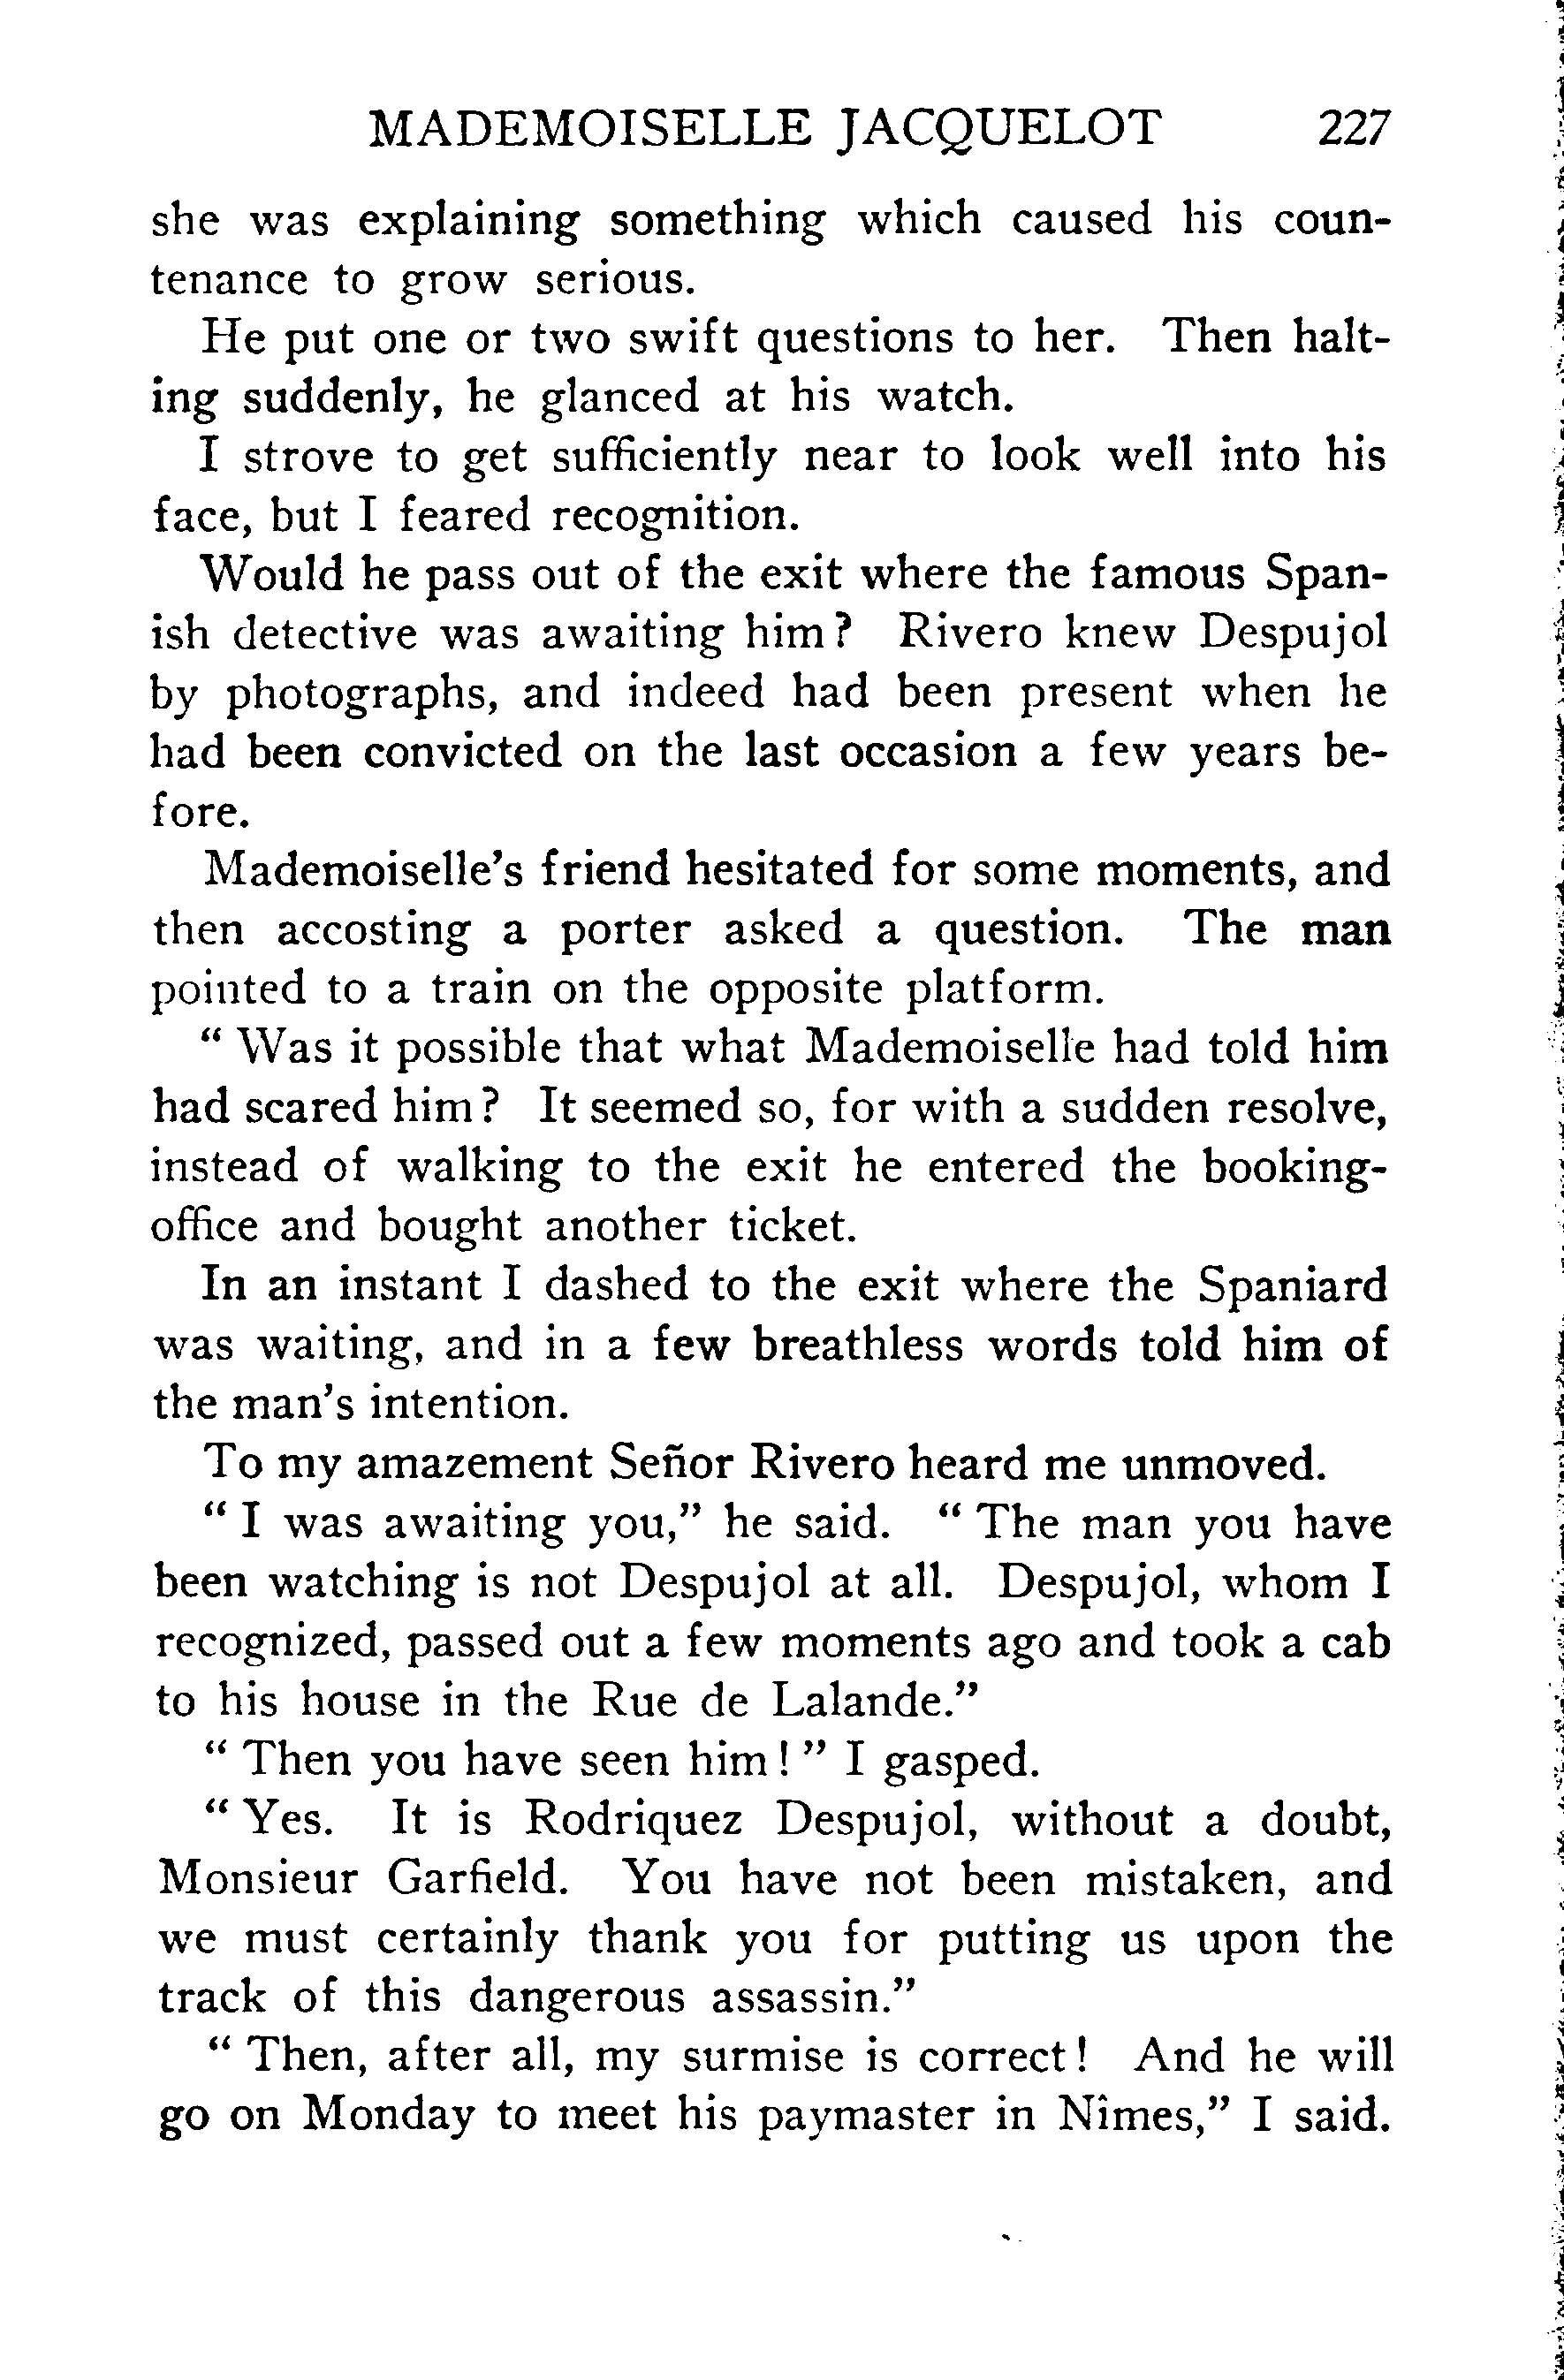 MADEMOISELLE JACQUELOT 227
she was explaining something which caused his coun-
tenance to grow serious.
He put one or two swift questions to her. Then halt-
ing suddenly, he glanced at his watch.
I strove to get sufficiently near to look well into his
face, but I feared recognition.
Would he pass out of the exit where the famous Span-
ish detective was awaiting him? Rivero knew Despujol
by photographs, and indeed had been present when he
had been convicted on the last occasion a few years be-
fore.
Mademoiselle's friend hesitated for some moments, and
then accosting a porter asked a question. The man
pointed to a train on the opposite platform.
“ Was it possible that what Mademoiselle had told him
had scared him? It seemed so, for with a sudden resolve,
instead of walking to the exit he entered the booking-
office and bought another ticket.
In an instant I dashed to the exit where the Spaniard
was waiting, and in a few breathless words told him of
the man's intention.
To my amazement Señor Rivero heard me unmoved.
“ I was awaiting you,” he said. “ The man you have
been watching is not Despujol at all. Despujol, whom I
recognized, passed out a few moments ago and took a cab
to his house in the Rue de Lalande.”
“ Then you have seen him! ” I gasped.
“ Yes. It is Rodriquez Despujol, without a doubt,
Monsieur Garfield. You have not been mistaken, and
we must certainly thank you for putting us upon the
track of this dangerous assassin.”
“ Then, after all, my surmise is correct! And he will
go on Monday to meet his paymaster in Nîmes,” I said.